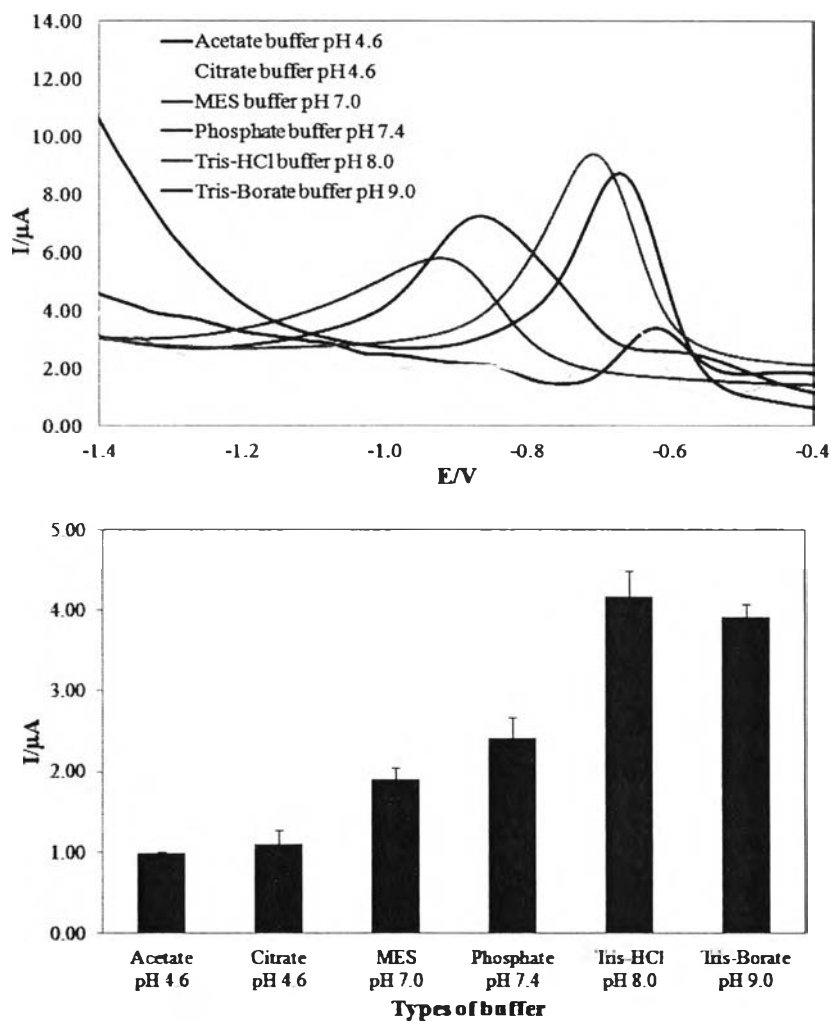 14.00
12.00
10.00
8.00
6.00
4.00
2.00
0.00
I/µA
Acetate buffer pH 4.6
Citrate buffer pH 4.6
MES buffer pH 7.0
Phosphate buffer pH 7.4
Tris-HCl buffer pH 8.0
Tris-Borate buffer pH 9.0
-1.4 -1.2 -1.0 -0.8 -0.6 -0.4
E/V
5.00
4.00
3.00
2.00
1.00
0.00
I/µA
Acetate Citrate MES Phosphate Tris-HCl Tris-Borate
pH 4.6 pH 4.6 pH 7.0 pH 7.4 pH 8.0 pH 9.0
Types of buffer